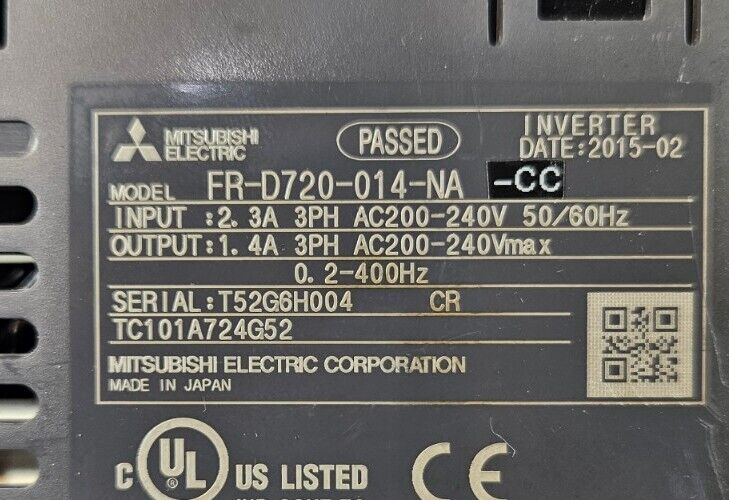 MITSUBISHI
ELECTRIC
PASSED
INVERTER
DATE:2015-02
MODEL FR-D720-014-NA -CC
INPUT :2.3A 3PH AC200-240V 50/60Hz
OUTPUT:1.4A 3PH AC200-240Vmax
0.2-400Hz
SERIAL:T52G6H004 CR
TC101A724G52
MITSUBISHI ELECTRIC CORPORATION
MADE IN JAPAN
C UL US LISTED
CE